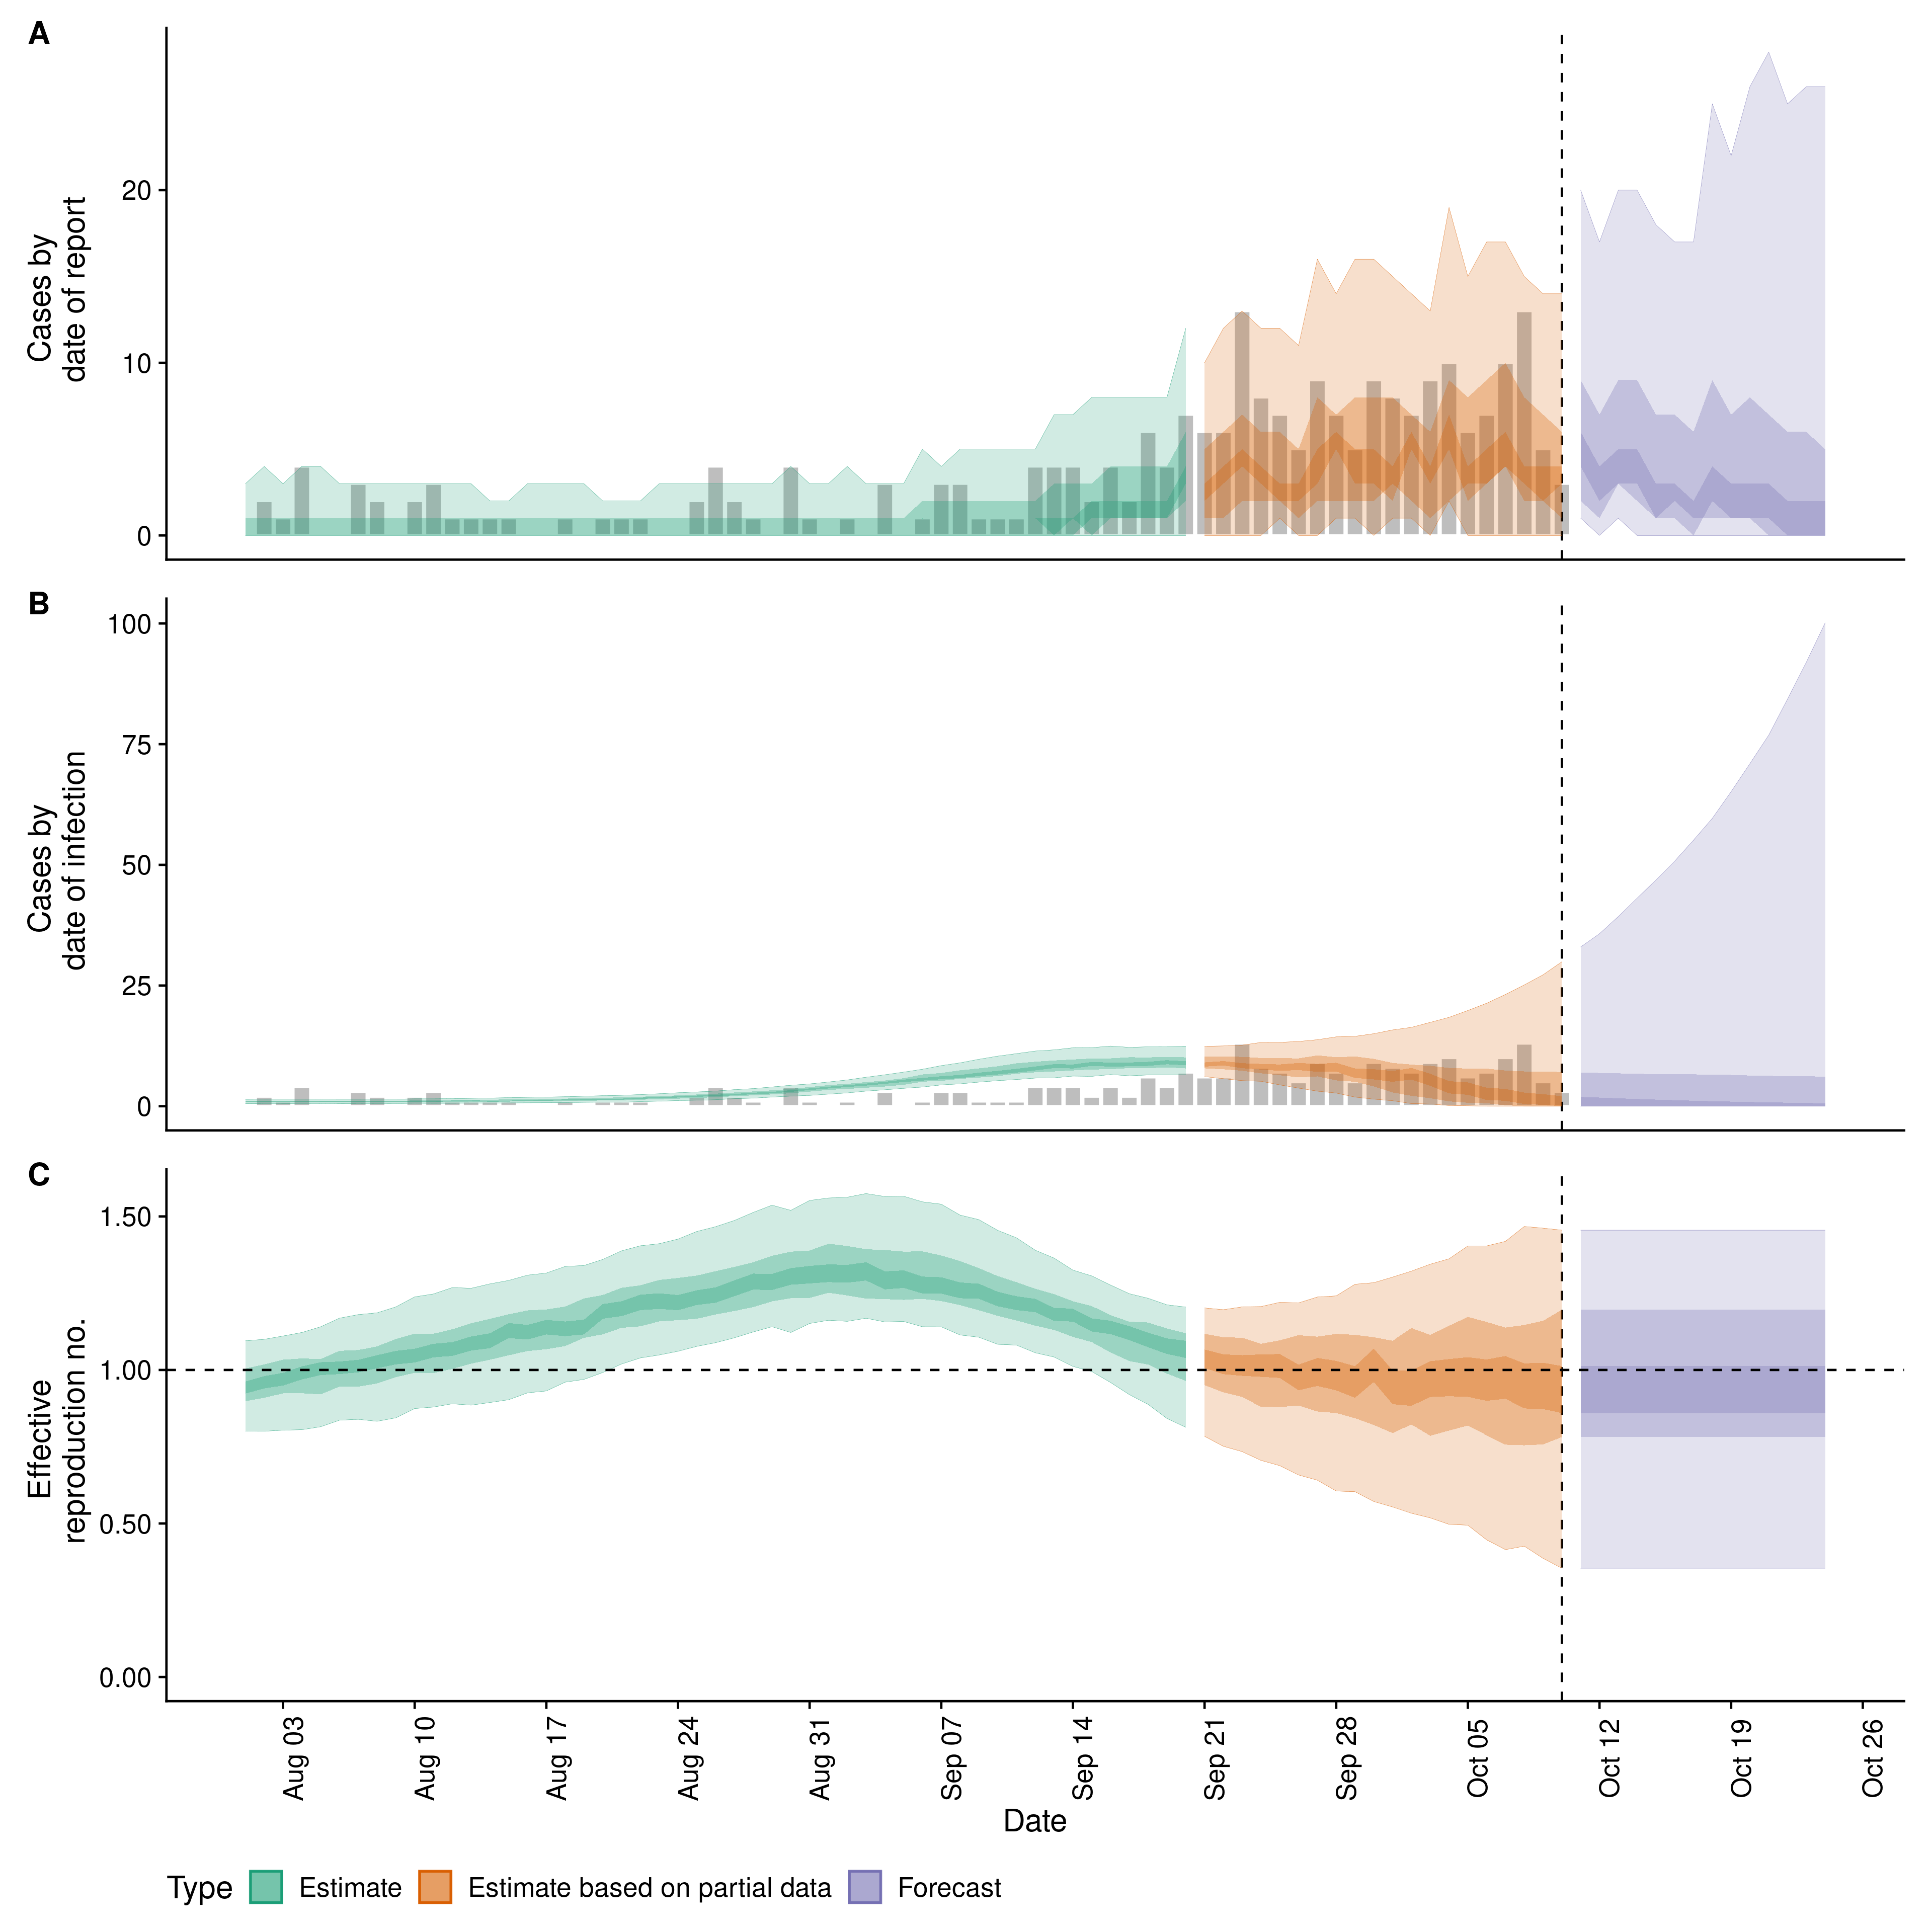 A
Cases by
date of report
20
10
0
B
Cases by
date of infection
100
75
50
25
0
C
Effective
reproduction no.
1.50
1.00
0.50
0.00
Aug 03
Aug 10
Aug 17
Aug 24
Aug 31
Sep 07
Sep 14
Sep 21
Sep 28
Oct 05
Oct 12
Oct 19
Oct 26
Date
Type Estimate Estimate based on partial data Forecast